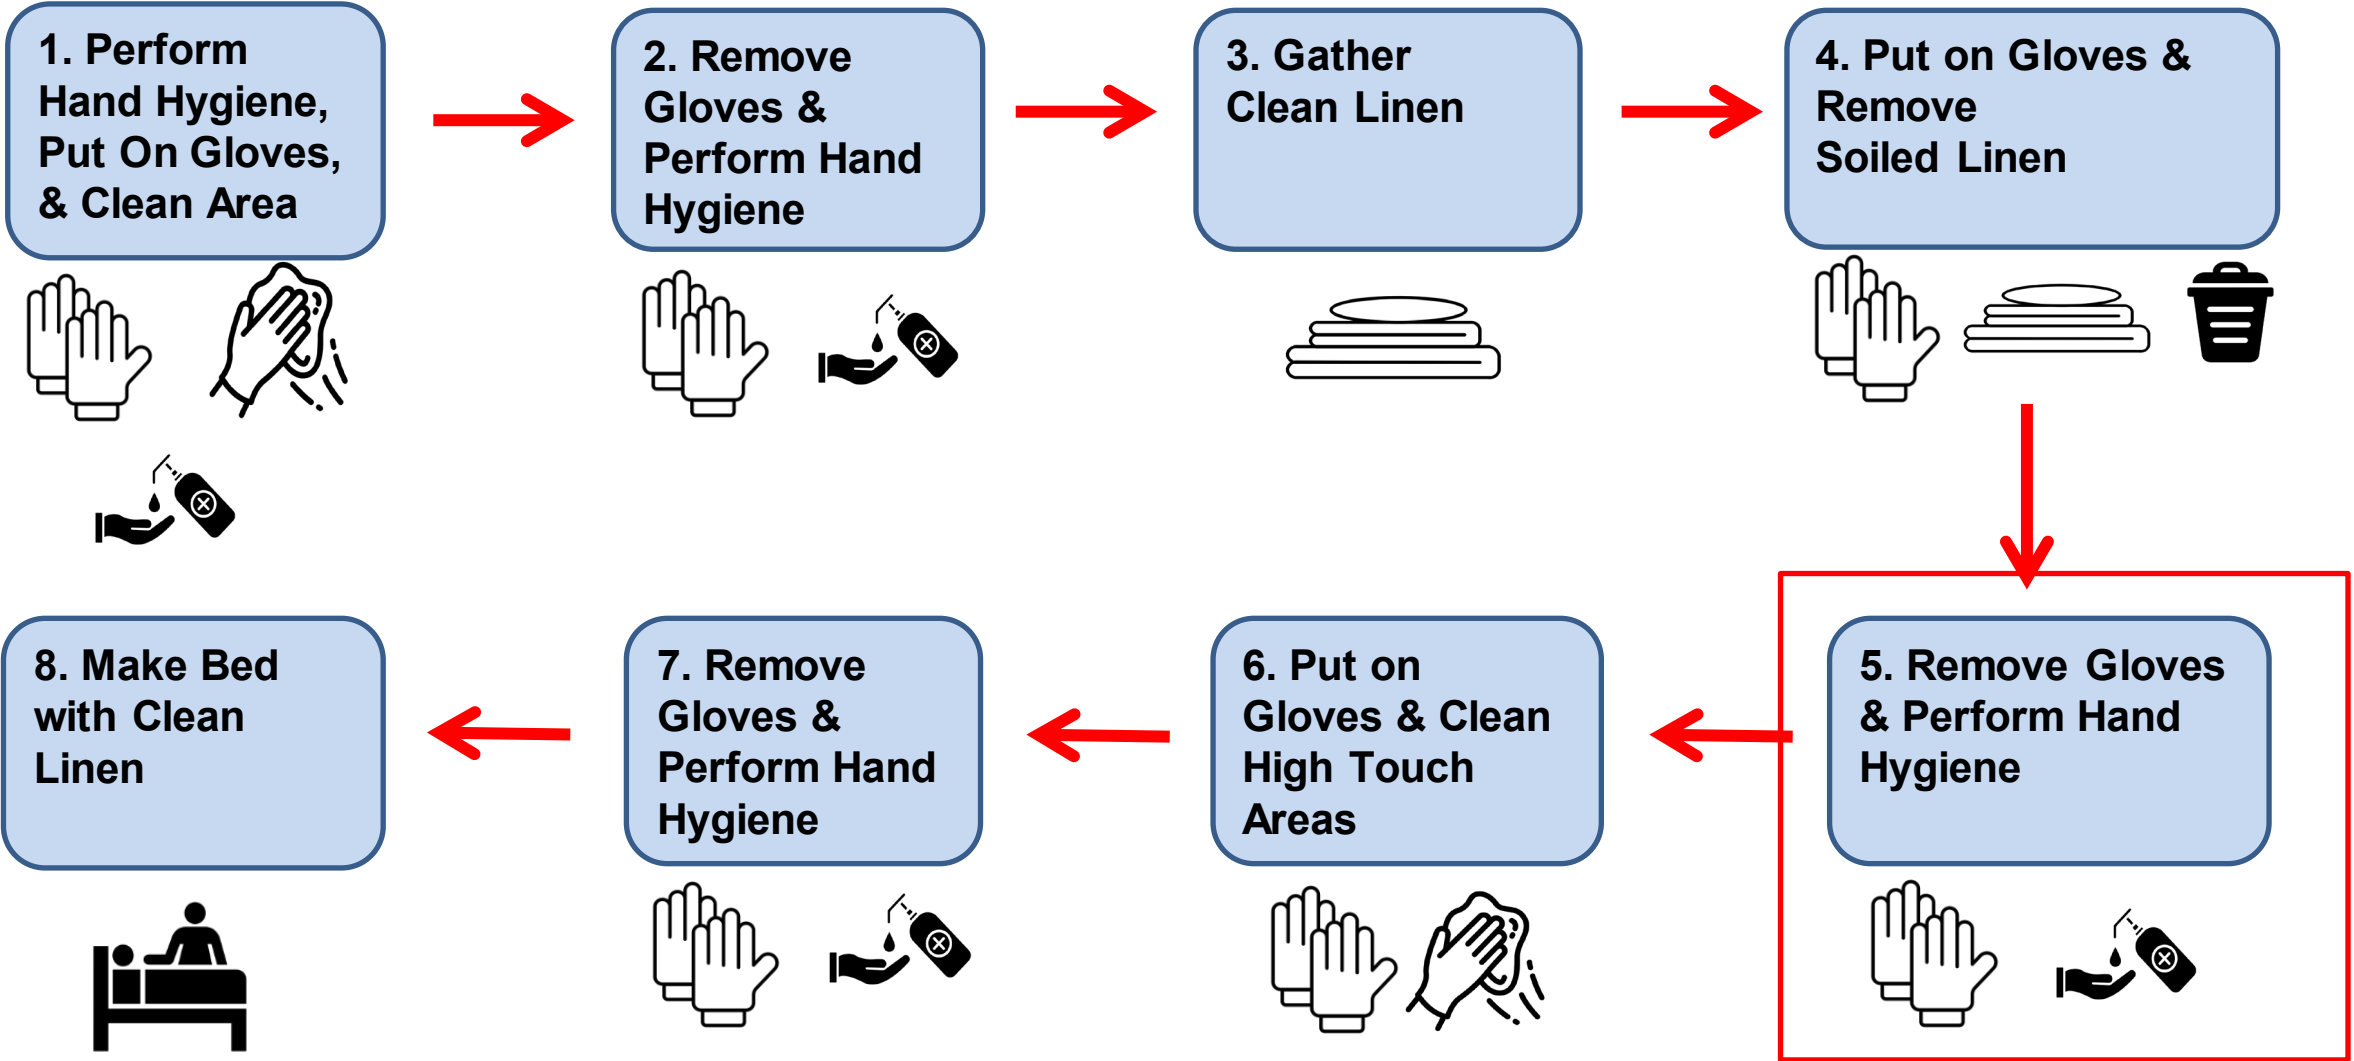 1. Perform
Hand Hygiene,
Put On Gloves,
& Clean Area
2. Remove
Gloves &
Perform Hand
Hygiene
3. Gather
Clean Linen
4. Put on Gloves &
Remove
Soiled Linen
5. Remove Gloves
& Perform Hand
Hygiene
6. Put on
Gloves & Clean
High Touch
Areas
7. Remove
Gloves &
Perform Hand
Hygiene
8. Make Bed
with Clean
Linen